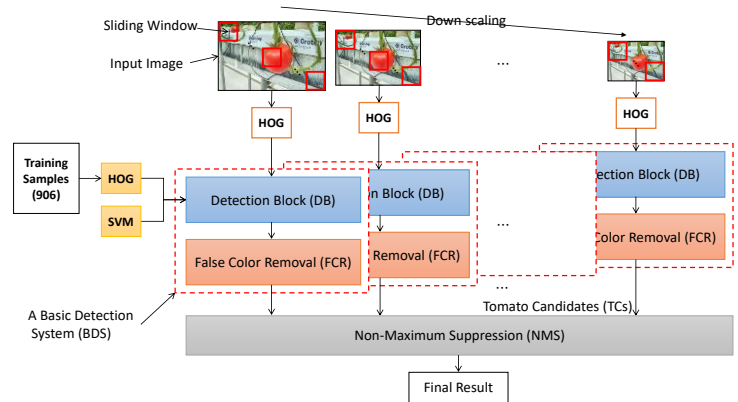 Sliding Window
Down scaling
Input Image
...
HOG
HOG
HOG
Training
Samples
(906)
HOG
SVM
Detection Block (DB)
n Block (DB)
...
ection Block (DB)
False Color Removal (FCR)
Removal (FCR)
Color Removal (FCR)
...
A Basic Detection
System (BDS)
Tomato Candidates (TCs)
Non-Maximum Suppression (NMS)
Final Result